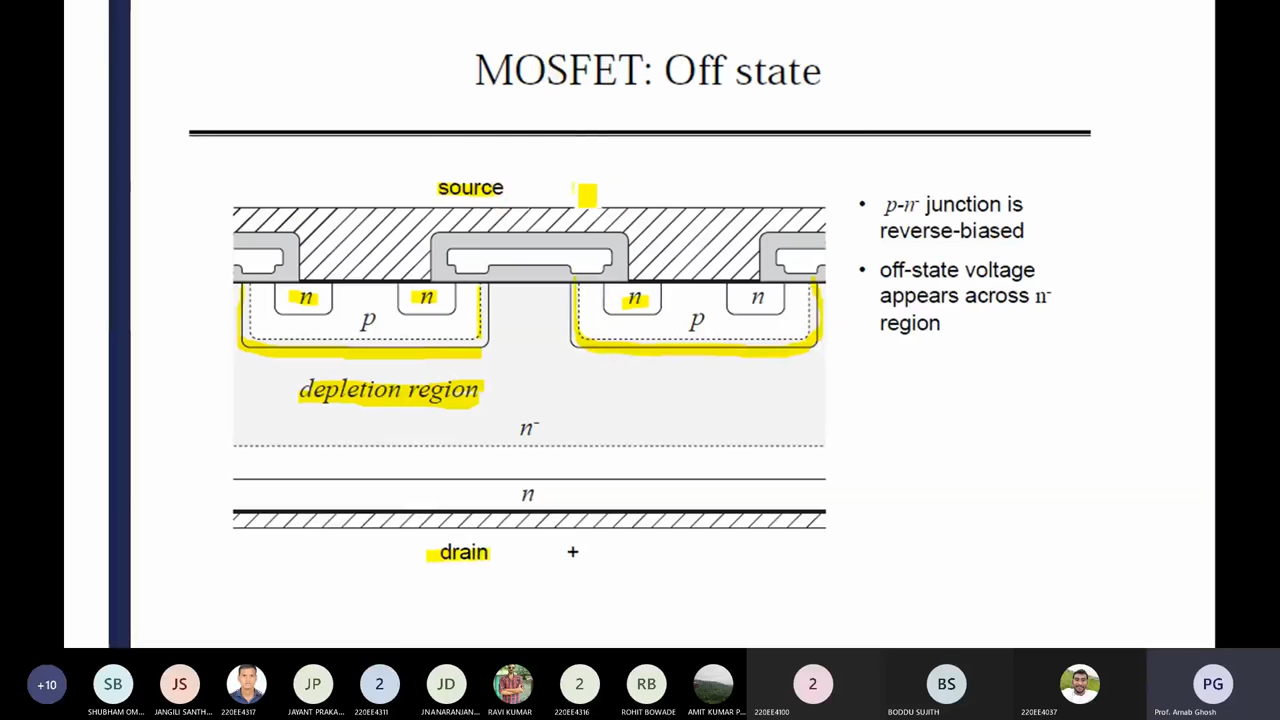 MOSFET: Off state
source
p-n- junction is
reverse-biased
off-state voltage
appears across n-
region
n n n n
p p
depletion region
n-
n
drain +
+10 SB JS JP 2 JD 2 RB 2 BS PG
SHUBHAM OM... JANGILI SANTH... 220EE4317 JAYANT PRAKA... 220EE4311 JNANARANJAN... RAVI KUMAR 220EE4316 ROHIT BOWADE AMIT KUMAR P... 220EE4100 BODDU SUJITH 220EE4037 Prof. Arnab Ghosh